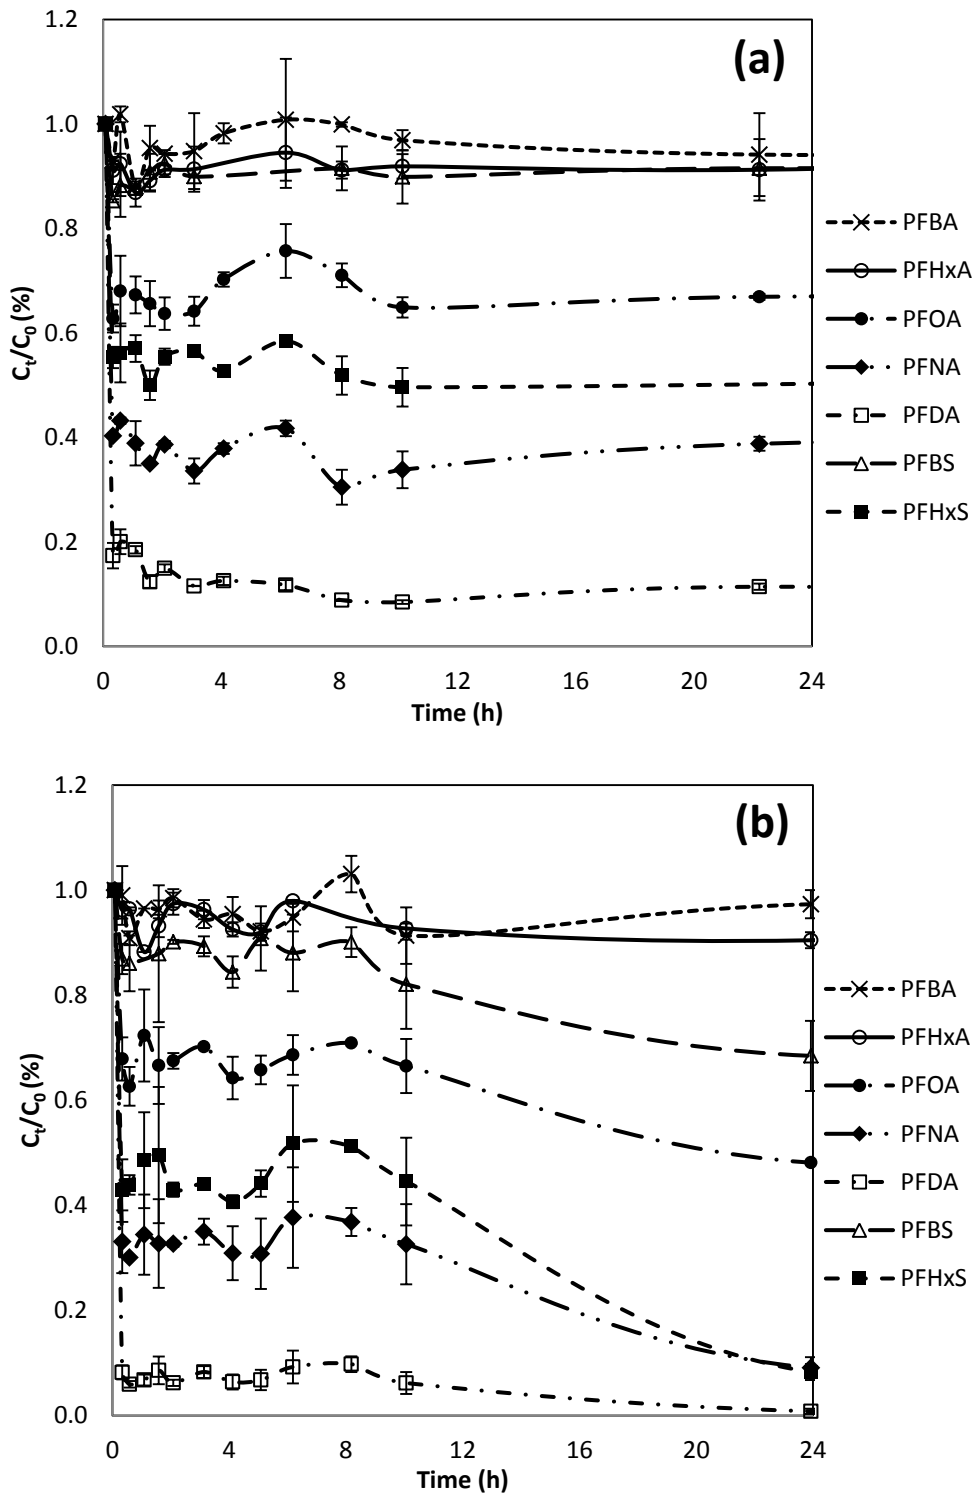 (a)
1.2
1.0
0.8
0.6
0.4
0.2
0.0
Ct/C0 (%)
0 4 8 12 16 20 24
Time (h)
PFBA
PFHxA
PFOA
PFNA
PFDA
PFBS
PFHxS
(b)
1.2
1.0
0.8
0.6
0.4
0.2
0.0
Ct/C0 (%)
0 4 8 12 16 20 24
Time (h)
PFBA
PFHxA
PFOA
PFNA
PFDA
PFBS
PFHxS